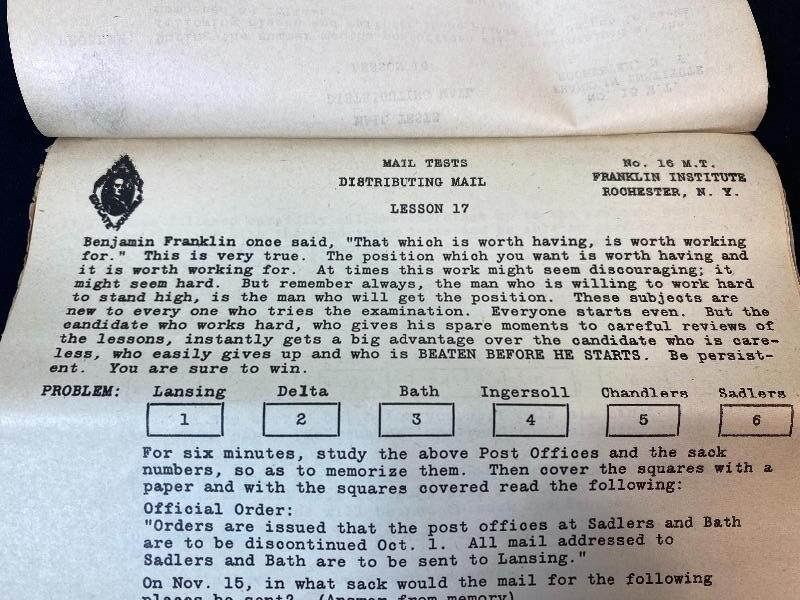 MAIL TESTS
DISTRIBUTING MAIL
LESSON 17
No. 16 M.T.
FRANKLIN INSTITUTE
ROCHESTER, N. Y.
Benjamin Franklin once said, "That which is worth having, is worth working
for." This is very true. The position which you want is worth having and
it is worth working for. At times this work might seem discouraging; it
might seem hard. But remember always, the man who is willing to work hard
to stand high, is the man who will get the position. These subjects are
new to every one who tries the examination. Everyone starts even. But the
candidate who works hard, who gives his spare moments to careful reviews of
the lessons, instantly gets a big advantage over the candidate who is care-
less, who easily gives up and who is BEATEN BEFORE HE STARTS. Be persist-
ent. You are sure to win.
PROBLEM: Lansing Delta Bath Ingersoll Chandlers Sadlers
1 2 3 4 5 6
For six minutes, study the above Post Offices and the sack
numbers, so as to memorize them. Then cover the squares with a
paper and with the squares covered read the following:
Official Order:
"Orders are issued that the post offices at Sadlers and Bath
are to be discontinued Oct. 1. All mail addressed to
Sadlers and Bath are to be sent to Lansing."
On Nov. 15, in what sack would the mail for the following
places be sent? (Answer from memory)